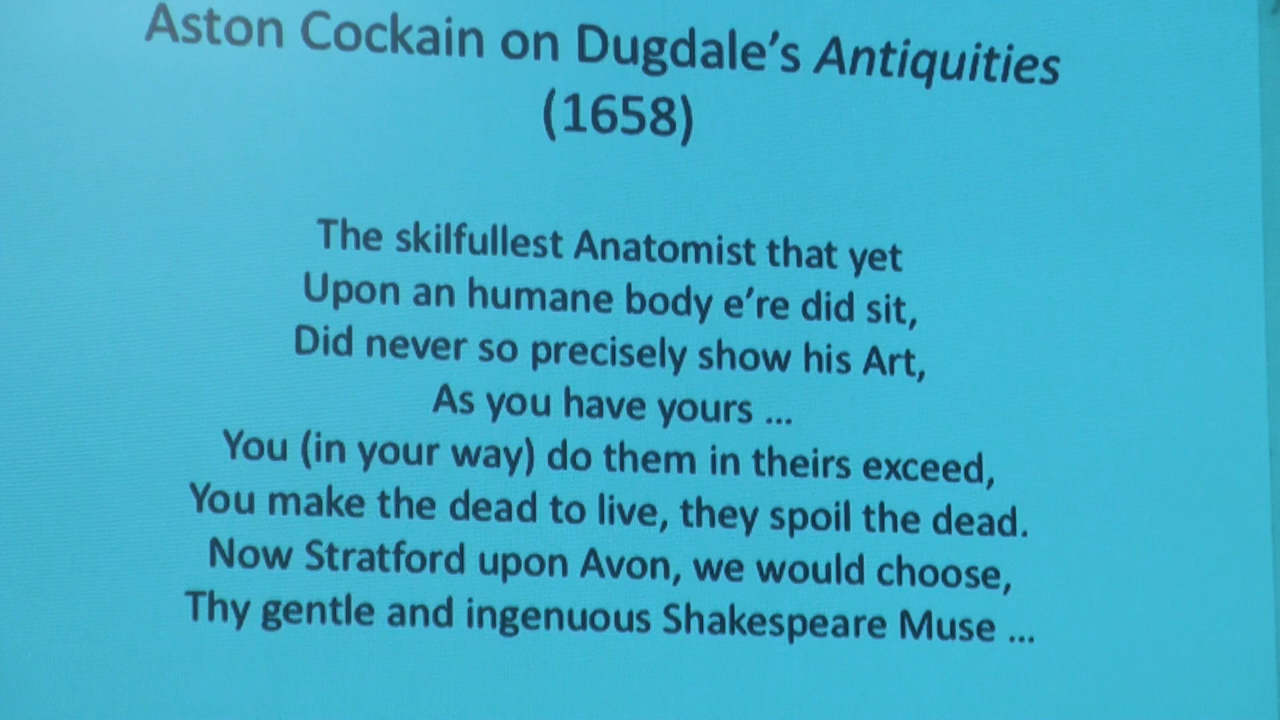 Aston Cockain on Dugdale's Antiquities
(1658)
The skilfullest Anatomist that yet
Upon an humane body e're did sit,
Did never so precisely show his Art,
As you have yours ...
You (in your way) do them in theirs exceed,
You make the dead to live, they spoil the dead.
Now Stratford upon Avon, we would choose,
Thy gentle and ingenuous Shakespeare Muse ...